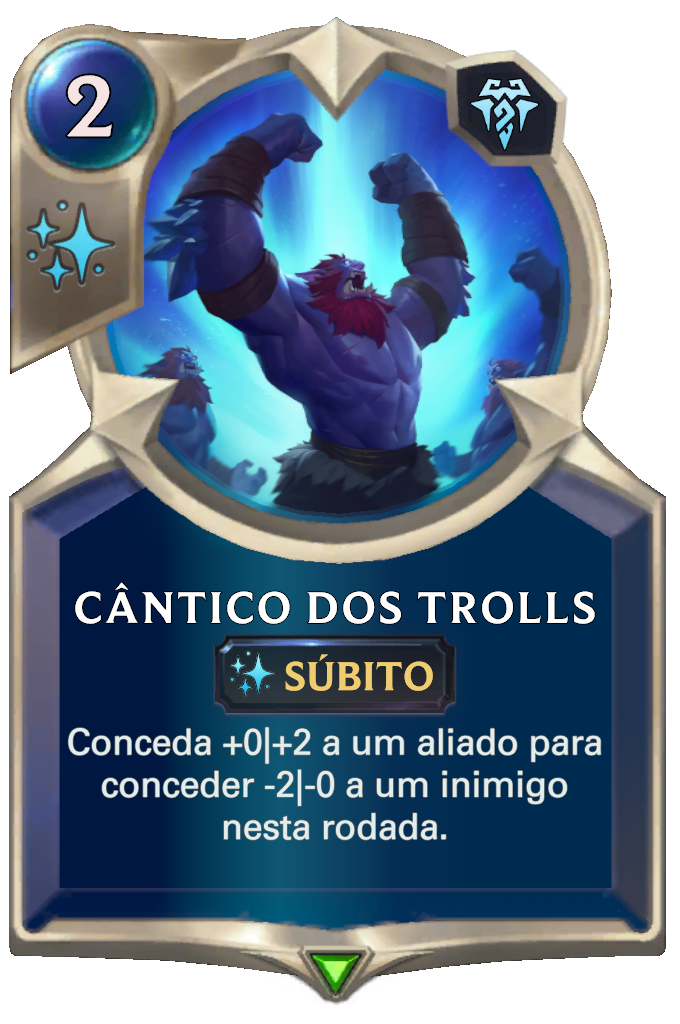 2
CÂNTICO DOS TROLLS
SÚBITO
Conceda +0|+2 a um aliado para
conceder -2|-0 a um inimigo
nesta rodada.